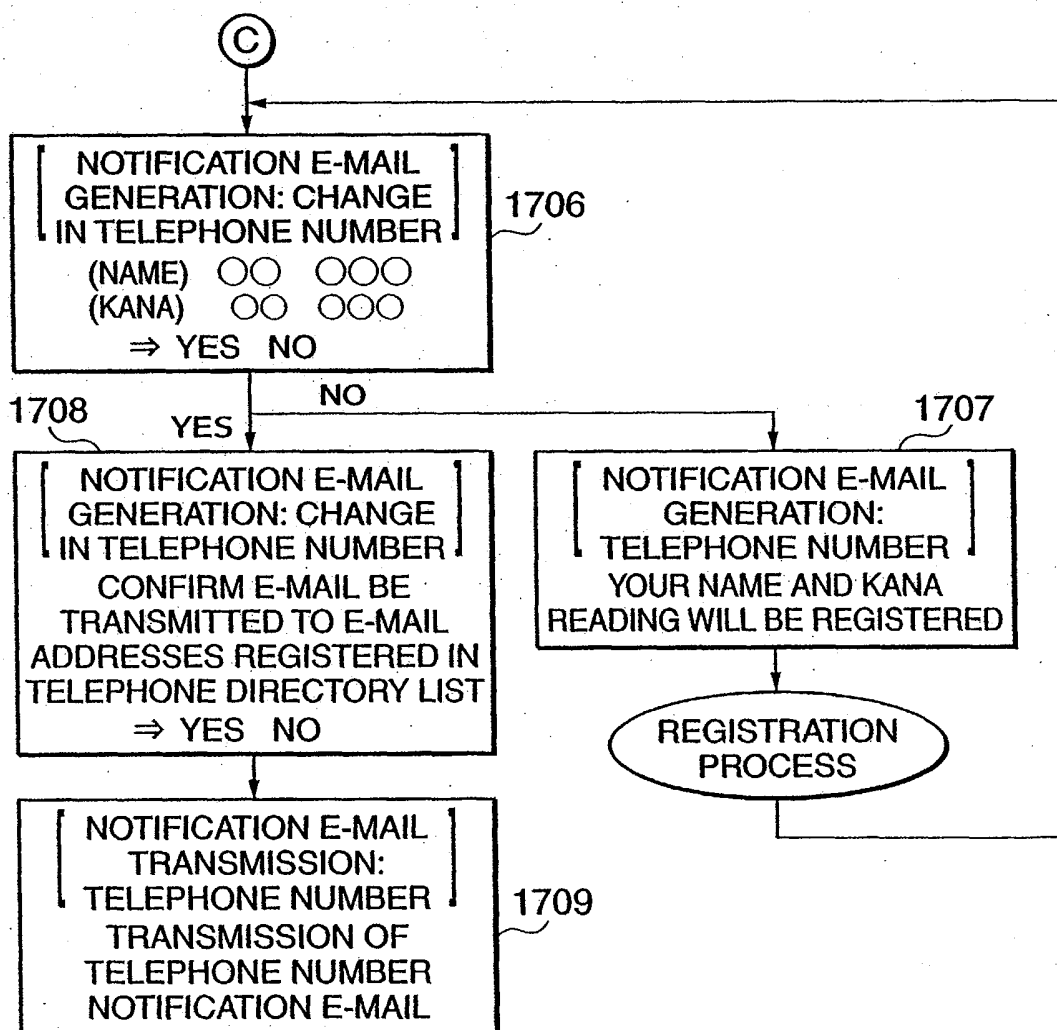 C
NOTIFICATION E-MAIL
GENERATION: CHANGE
IN TELEPHONE NUMBER
1706
(NAME) ○○ ○○○
(KANA) ○○ ○○○
⇒ YES NO
NO
YES
1708
NOTIFICATION E-MAIL
GENERATION: CHANGE
IN TELEPHONE NUMBER
CONFIRM E-MAIL BE
TRANSMITTED TO E-MAIL
ADDRESSES REGISTERED IN
TELEPHONE DIRECTORY LIST
⇒ YES NO
1707
NOTIFICATION E-MAIL
GENERATION:
TELEPHONE NUMBER
YOUR NAME AND KANA
READING WILL BE REGISTERED
REGISTRATION
PROCESS
NOTIFICATION E-MAIL
TRANSMISSION:
TELEPHONE NUMBER
1709
TRANSMISSION OF
TELEPHONE NUMBER
NOTIFICATION E-MAIL